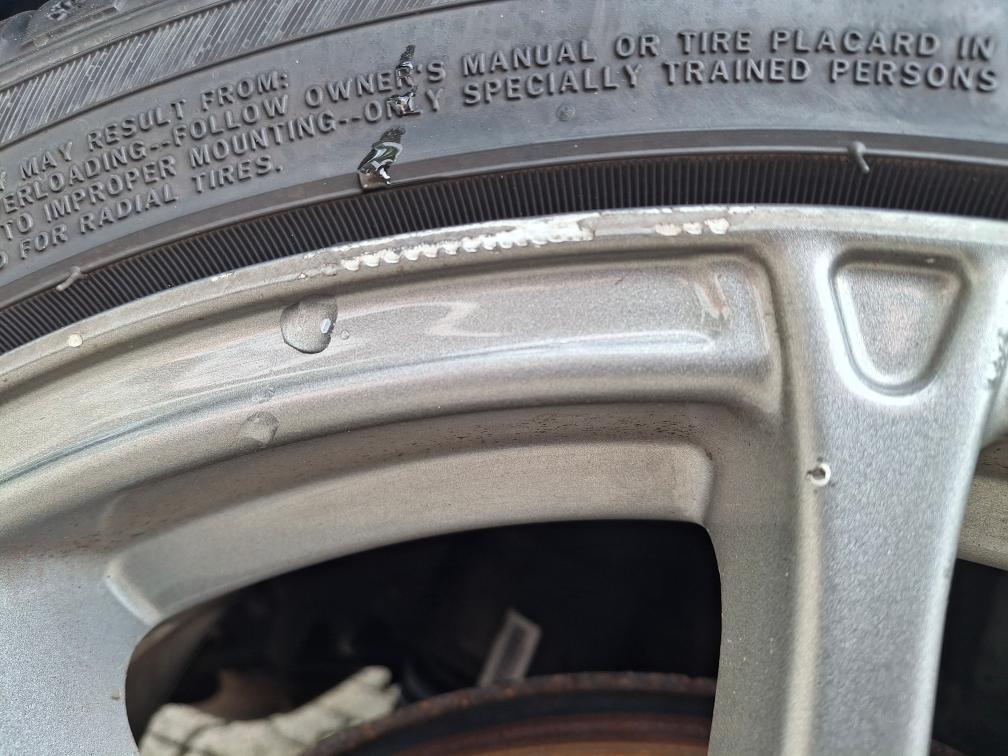 MAY RESULT FROM:
ERLOADING--FOLLOW OWNER'S MANUAL OR TIRE PLACARD IN
TO IMPROPER MOUNTING--ONLY SPECIALLY TRAINED PERSONS
FOR RADIAL TIRES.